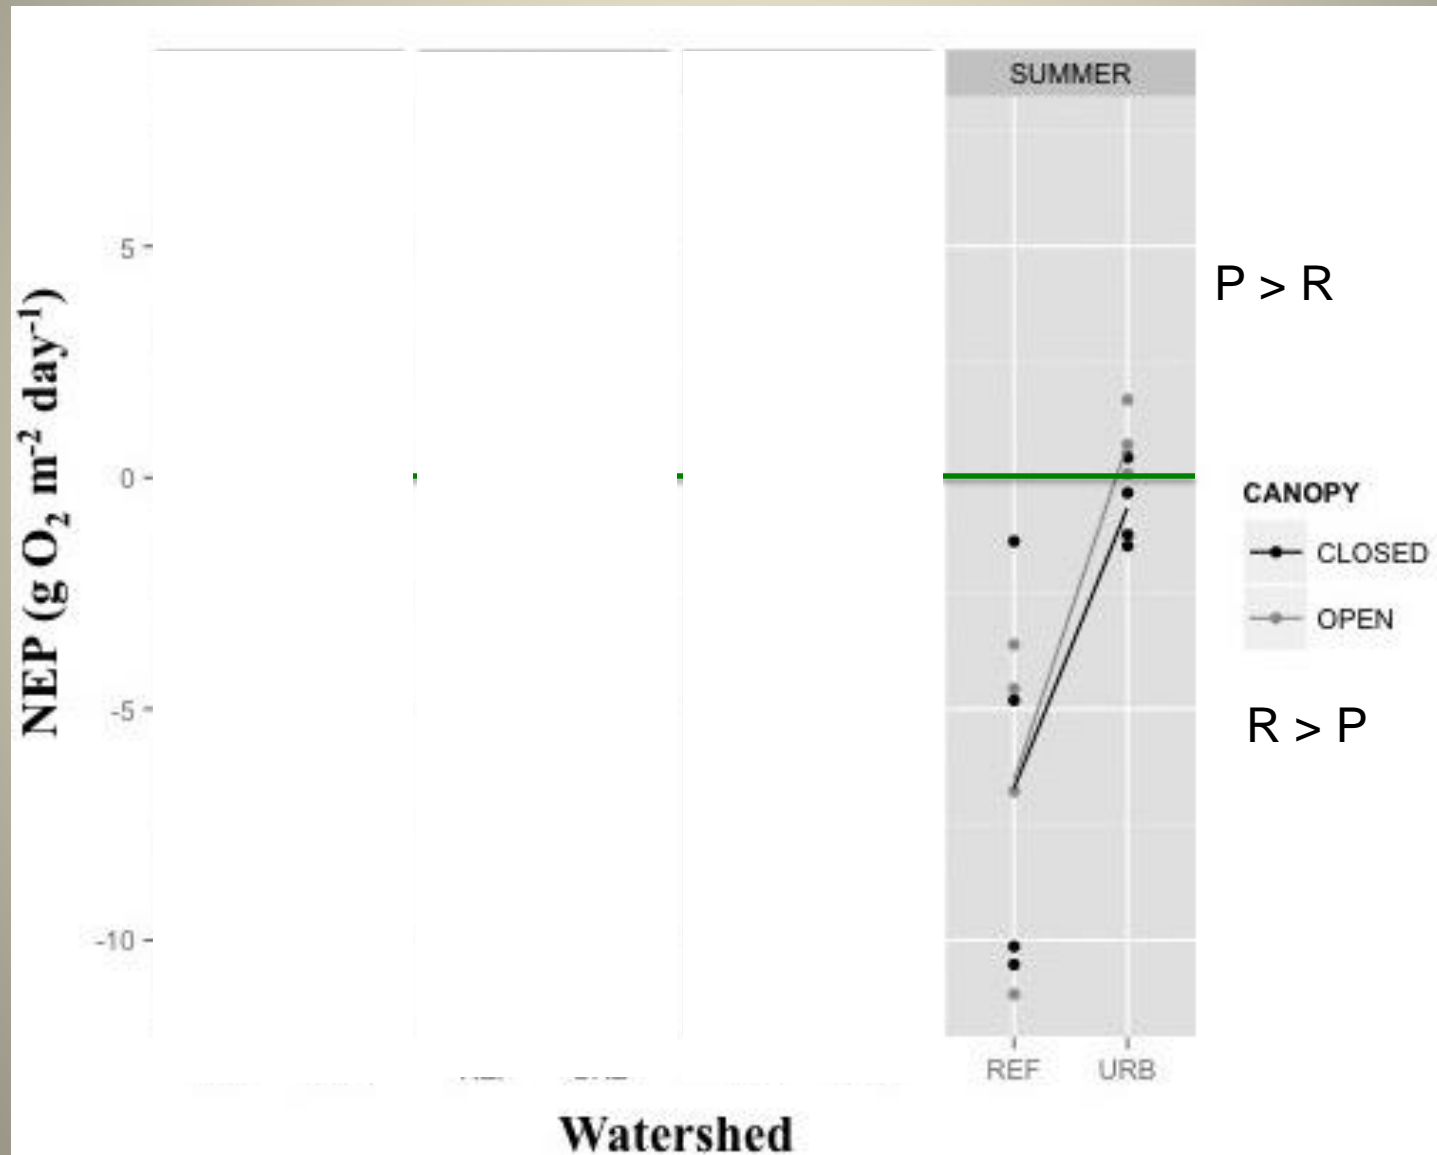 SUMMER
5
P > R
0
CANOPY
CLOSED
OPEN
-5
R > P
-10
NEP (g O₂ m⁻² day⁻¹)
REF URB
Watershed